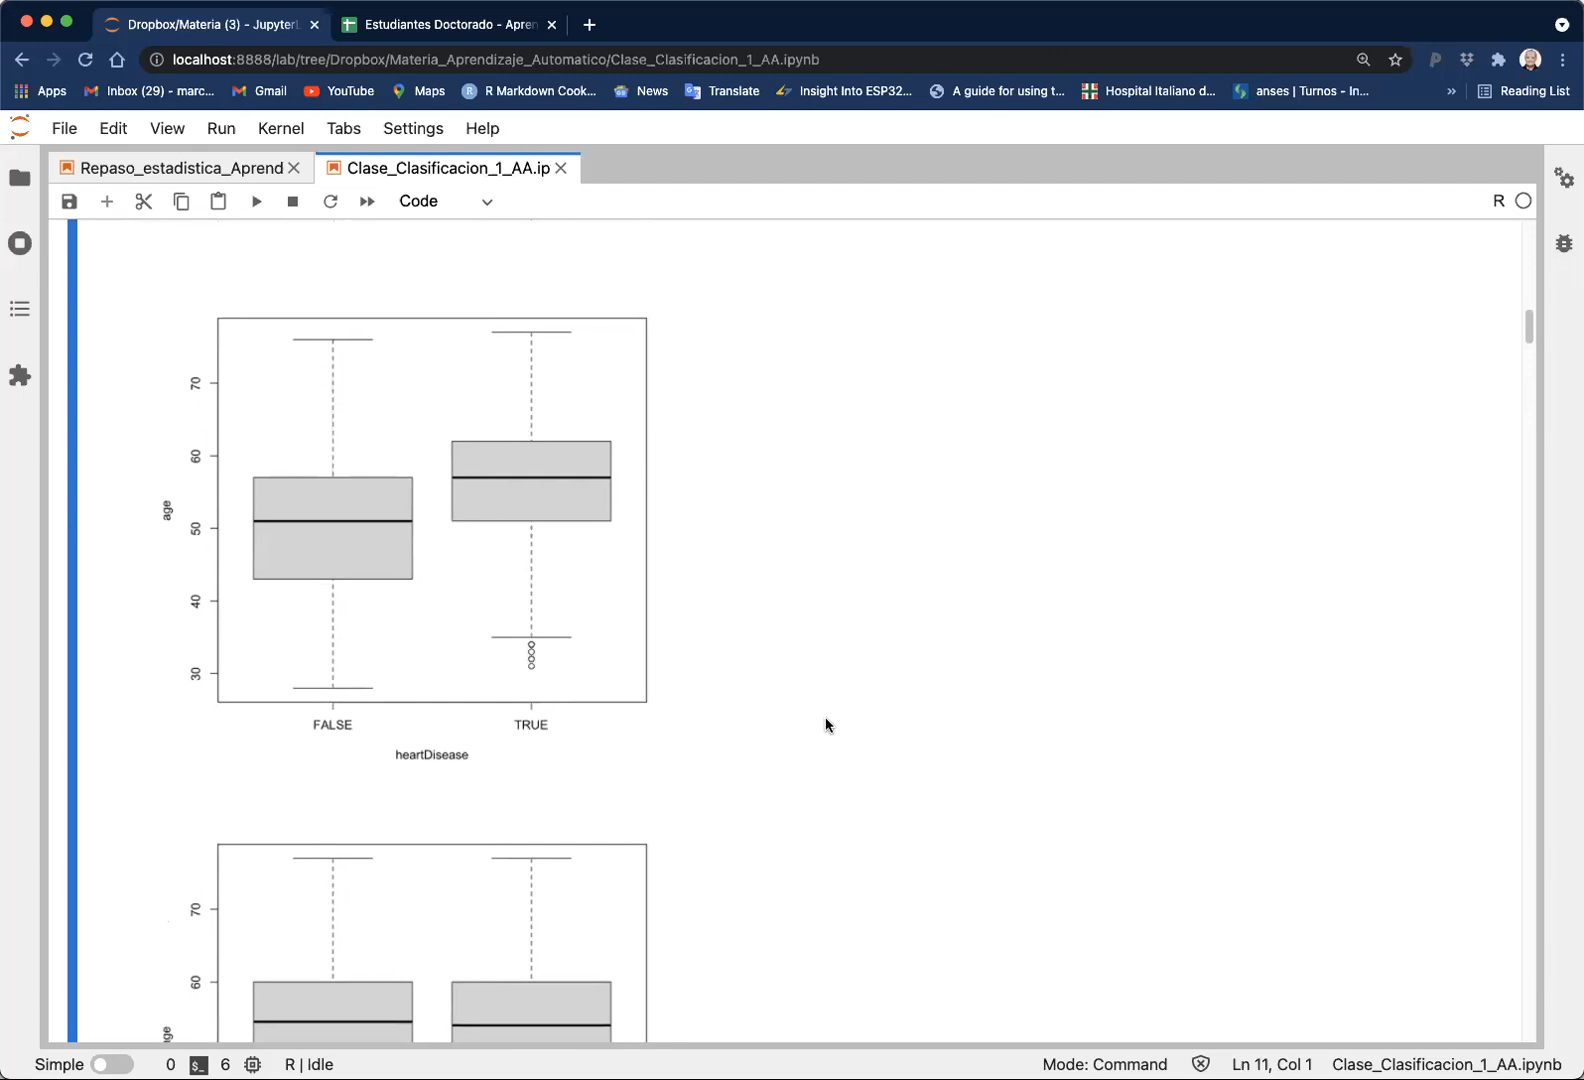 Dropbox/Materia (3) - JupyterL
Estudiantes Doctorado - Apren
localhost:8888/lab/tree/Dropbox/Materia_Aprendizaje_Automatico/Clase_Clasificacion_1_AA.ipynb
Apps
Inbox (29) - marc...
Gmail
YouTube
Maps
R Markdown Cook...
News
Translate
Insight Into ESP32...
A guide for using t...
Hospital Italiano d...
anses | Turnos - In...
»
Reading List
File
Edit
View
Run
Kernel
Tabs
Settings
Help
Repaso_estadistica_Aprend
Clase_Clasificacion_1_AA.ip
Code
R
70
60
50
40
30
age
FALSE
TRUE
heartDisease
70
60
age
Simple
0
6
R | Idle
Mode: Command
Ln 11, Col 1
Clase_Clasificacion_1_AA.ipynb